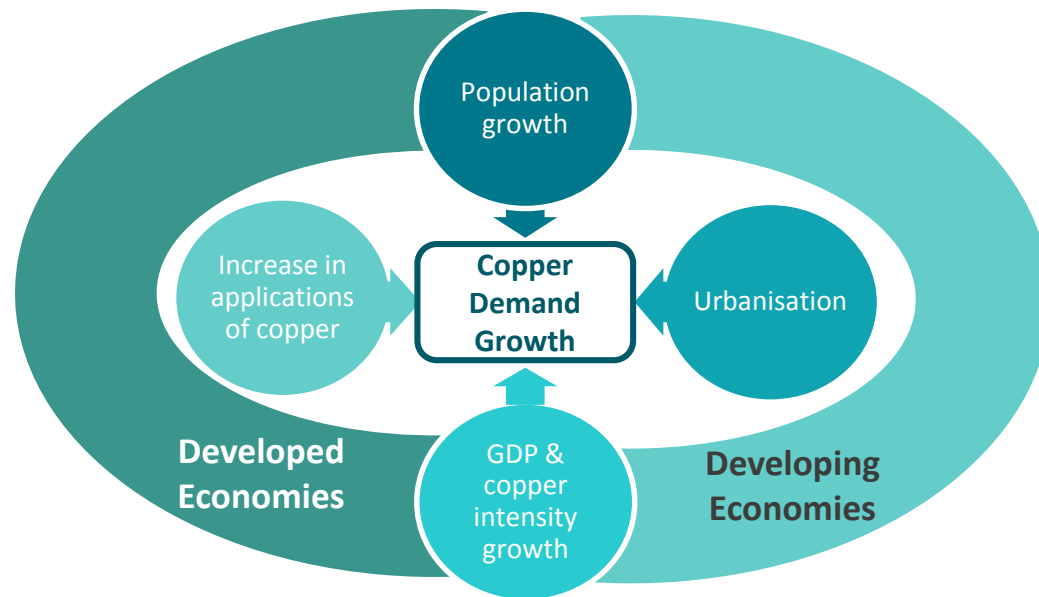 Population
growth
Increase in
applications
of copper
Copper
Demand
Growth
Urbanisation
Developed
Economies
GDP &
copper
intensity
growth
Developing
Economies